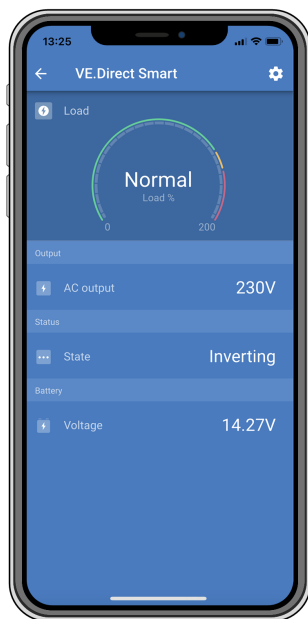 13:25
VE.Direct Smart
Load
Normal
Load %
0 200
Output
AC output 230V
Status
State Inverting
Battery
Voltage 14.27V